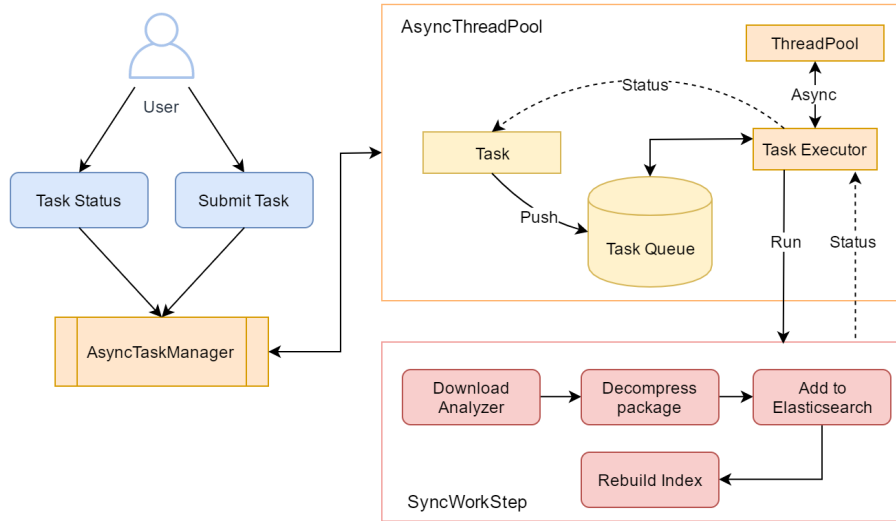 User
Task Status
Submit Task
AsyncTaskManager
AsyncThreadPool
ThreadPool
Status
Async
Task
Task Executor
Push
Task Queue
Run
Status
Download
Analyzer
Decompress
package
Add to
Elasticsearch
Rebuild Index
SyncWorkStep